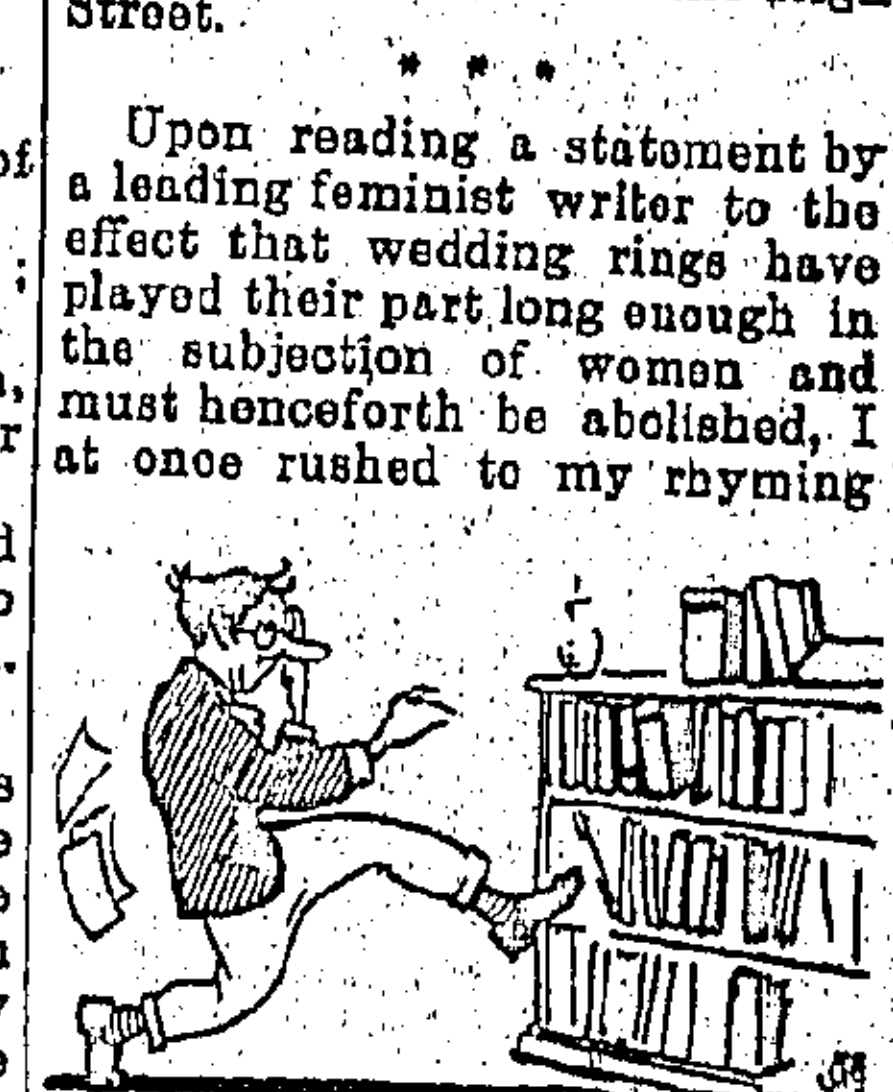 Street.
* * *
Upon reading a statement by
a leading feminist writer to the
effect that wedding rings have
played their part long enough in
the subjection of women and
must henceforth be abolished, I
at once rushed to my rhyming
of
;
,
r
d
o
s
e